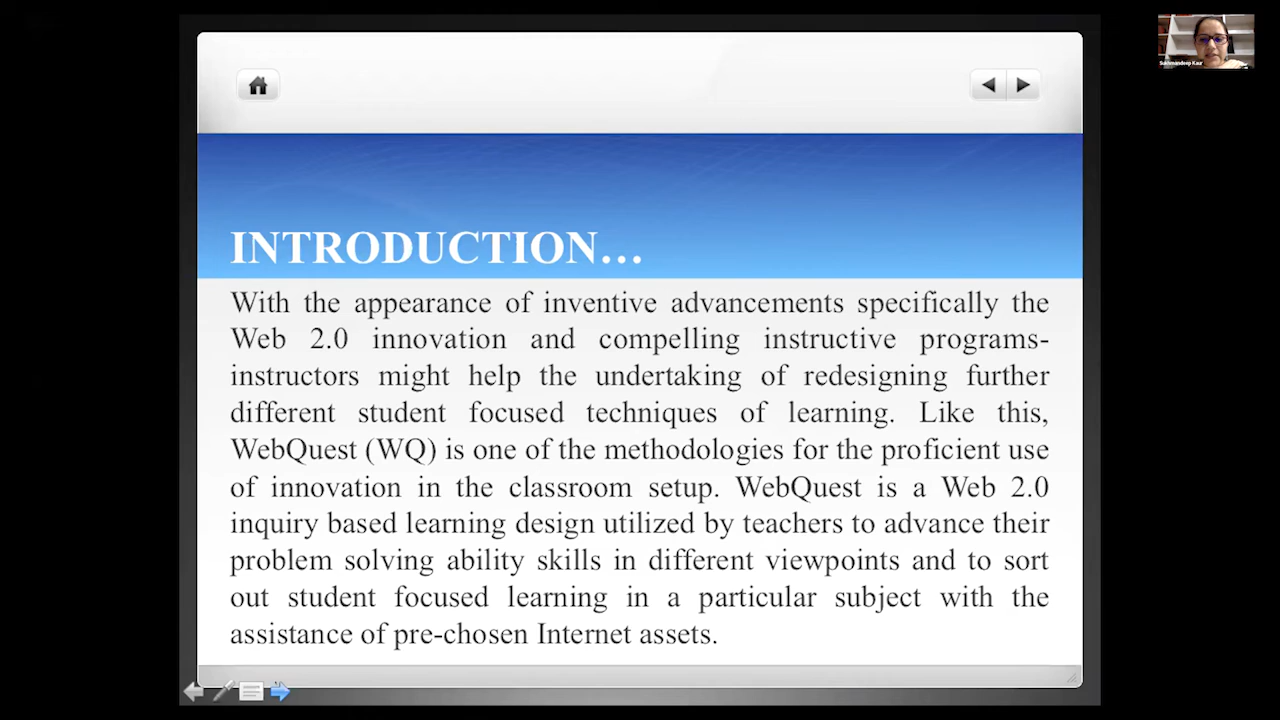 Sukhmandeep Kaur
INTRODUCTION...
With the appearance of inventive advancements specifically the
Web 2.0 innovation and compelling instructive programs-
instructors might help the undertaking of redesigning further
different student focused techniques of learning. Like this,
WebQuest (WQ) is one of the methodologies for the proficient use
of innovation in the classroom setup. WebQuest is a Web 2.0
inquiry based learning design utilized by teachers to advance their
problem solving ability skills in different viewpoints and to sort
out student focused learning in a particular subject with the
assistance of pre-chosen Internet assets.